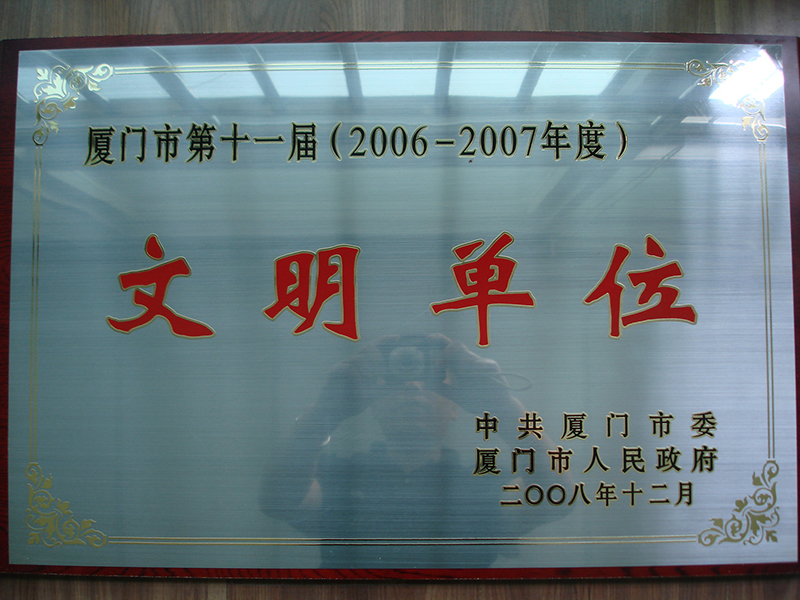 厦门市第十一届(2006-2007年度)
文明单位
中共厦门市委
厦门市人民政府
二〇〇八年十二月